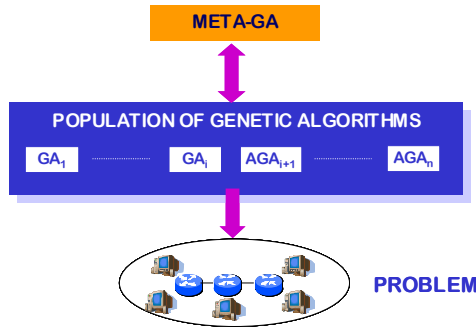 META-GA
POPULATION OF GENETIC ALGORITHMS
GA1 GAi AGAi+1 AGAn
PROBLEM